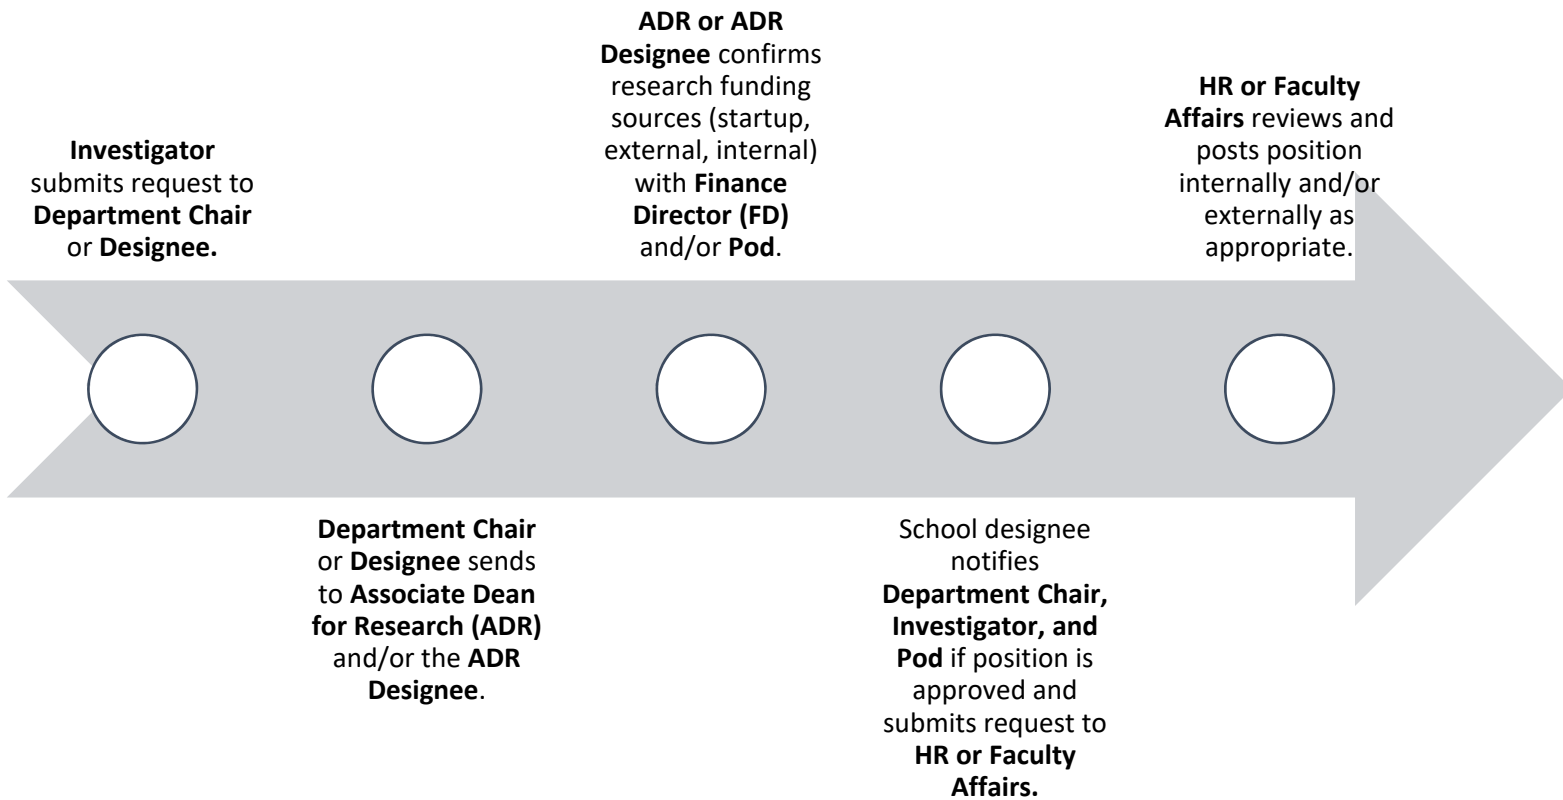 Investigator
submits request to
Department Chair
or Designee.
Department Chair
or Designee sends
to Associate Dean
for Research (ADR)
and/or the ADR
Designee.
ADR or ADR
Designee confirms
research funding
sources (startup,
external, internal)
with Finance
Director (FD)
and/or Pod.
School designee
notifies
Department Chair,
Investigator, and
Pod if position is
approved and
submits request to
HR or Faculty
Affairs.
HR or Faculty
Affairs reviews and
posts position
internally and/or
externally as
appropriate.